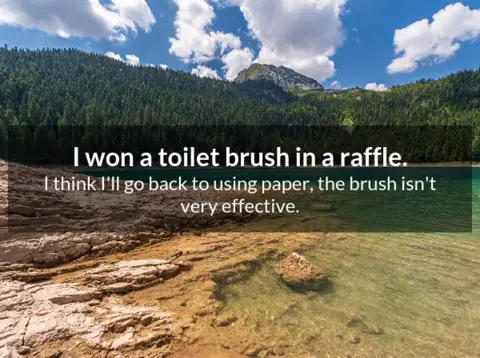 I won a toilet brush in a raffle.
I think I'll go back to using paper, the brush isn't
very effective.